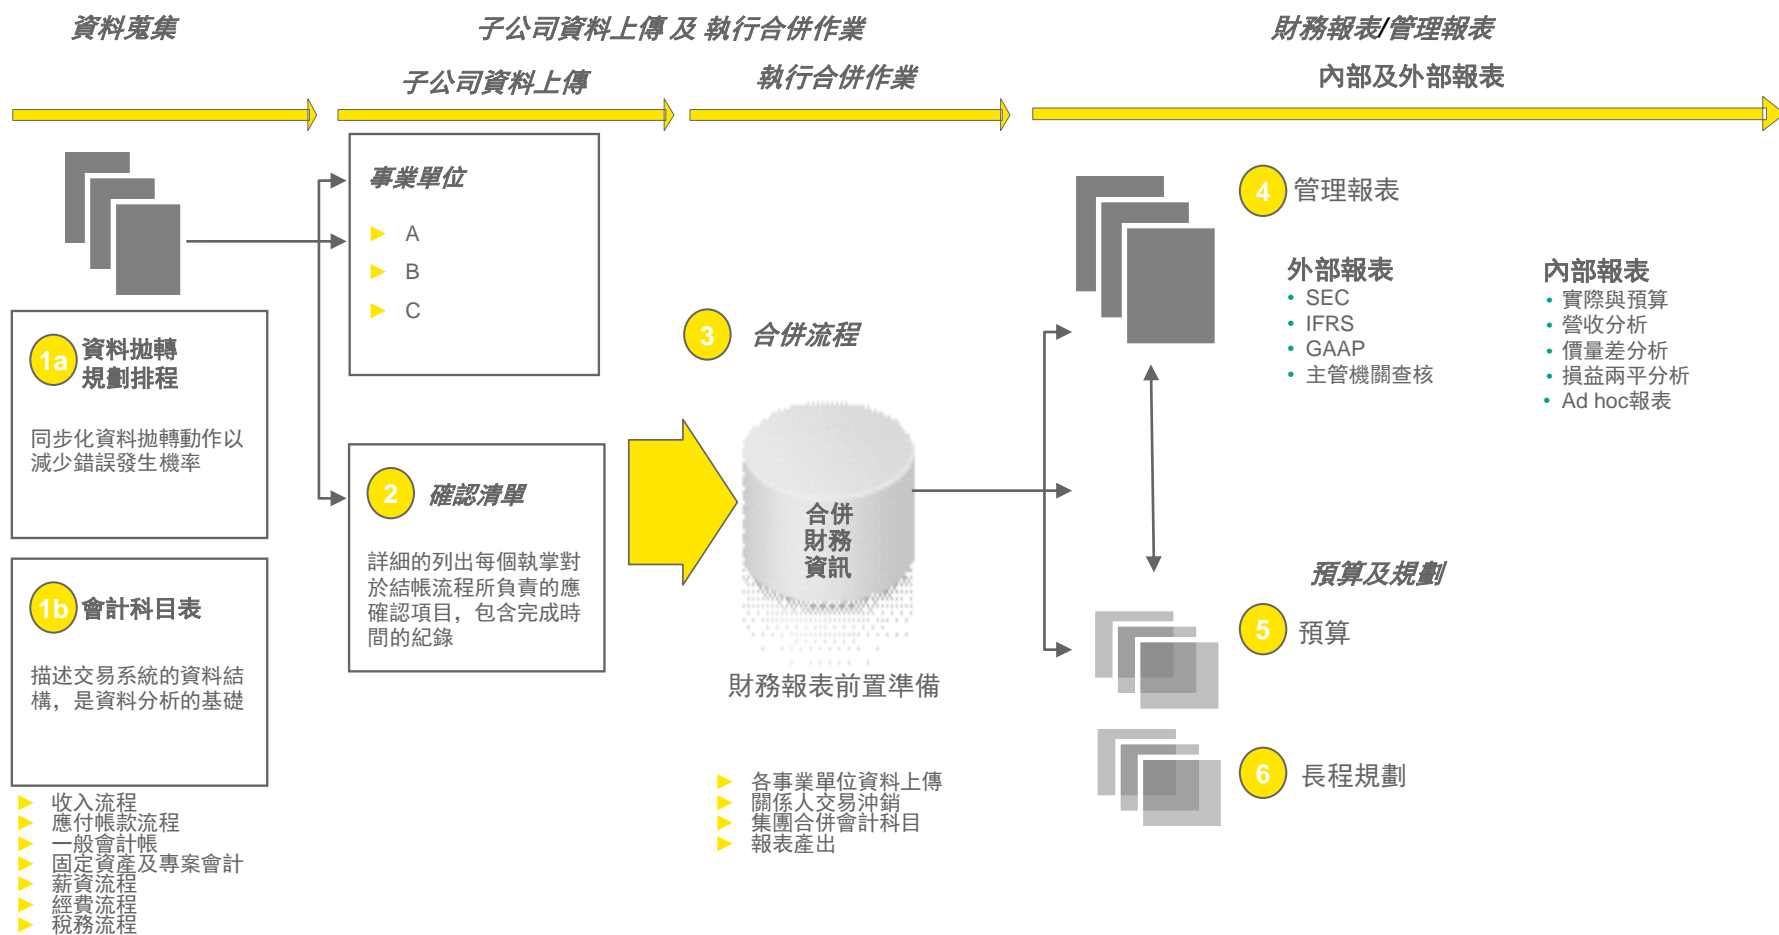 資料蒐集
子公司資料上傳 及 執行合併作業
財務報表/管理報表
子公司資料上傳
執行合併作業
內部及外部報表
事業單位
A
B
C
1a
資料拋轉
規劃排程
同步化資料拋轉動作以
減少錯誤發生機率
1b
會計科目表
描述交易系統的資料結
構，是資料分析的基礎
收入流程
應付帳款流程
一般會計帳
固定資產及專案會計
薪資流程
經費流程
稅務流程
2
確認清單
詳細的列出每個執掌對
於結帳流程所負責的應
確認項目，包含完成時
間的紀錄
3
合併流程
合併
財務
資訊
財務報表前置準備
各事業單位資料上傳
關係人交易沖銷
集團合併會計科目
報表產出
4
管理報表
外部報表
SEC
IFRS
GAAP
主管機關查核
內部報表
實際與預算
營收分析
價量差分析
損益兩平分析
Ad hoc報表
預算及規劃
5
預算
6
長程規劃